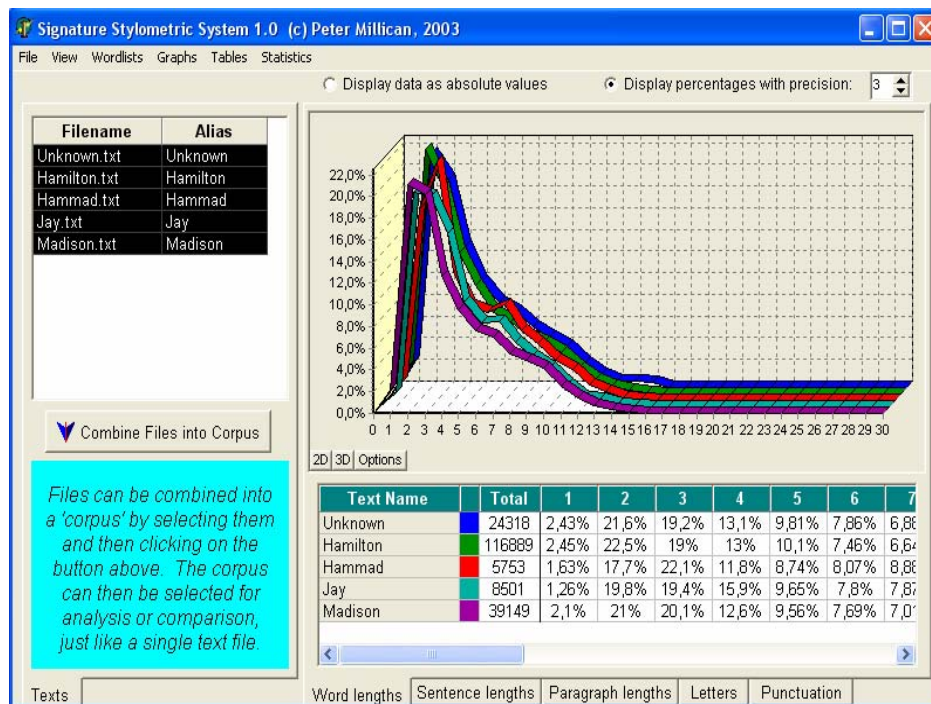 Signature Stylometric System 1.0 (c) Peter Millican, 2003
File View Wordlists Graphs Tables Statistics
Display data as absolute values Display percentages with precision: 3
Filename Alias
Unknown.txt Unknown
Hamilton.txt Hamilton
Hammad.txt Hammad
Jay.txt Jay
Madison.txt Madison
Combine Files into Corpus
Files can be combined into
a 'corpus' by selecting them
and then clicking on the
button above. The corpus
can then be selected for
analysis or comparison,
just like a single text file.
Texts
22,0%
20,0%
18,0%
16,0%
14,0%
12,0%
10,0%
8,0%
6,0%
4,0%
2,0%
0,0%
0 1 2 3 4 5 6 7 8 9 10 11 12 13 14 15 16 17 18 19 20 21 22 23 24 25 26 27 28 29 30
2D 3D Options
Text Name Total 1 2 3 4 5 6 7
Unknown 24318 2,43% 21,6% 19,2% 13,1% 9,81% 7,86% 6,88
Hamilton 116889 2,45% 22,5% 19% 13% 10,1% 7,46% 6,64
Hammad 5753 1,63% 17,7% 22,1% 11,8% 8,74% 8,07% 8,88
Jay 8501 1,26% 19,8% 19,4% 15,9% 9,65% 7,8% 7,87
Madison 39149 2,1% 21% 20,1% 12,6% 9,56% 7,69% 7,01
Word lengths Sentence lengths Paragraph lengths Letters Punctuation